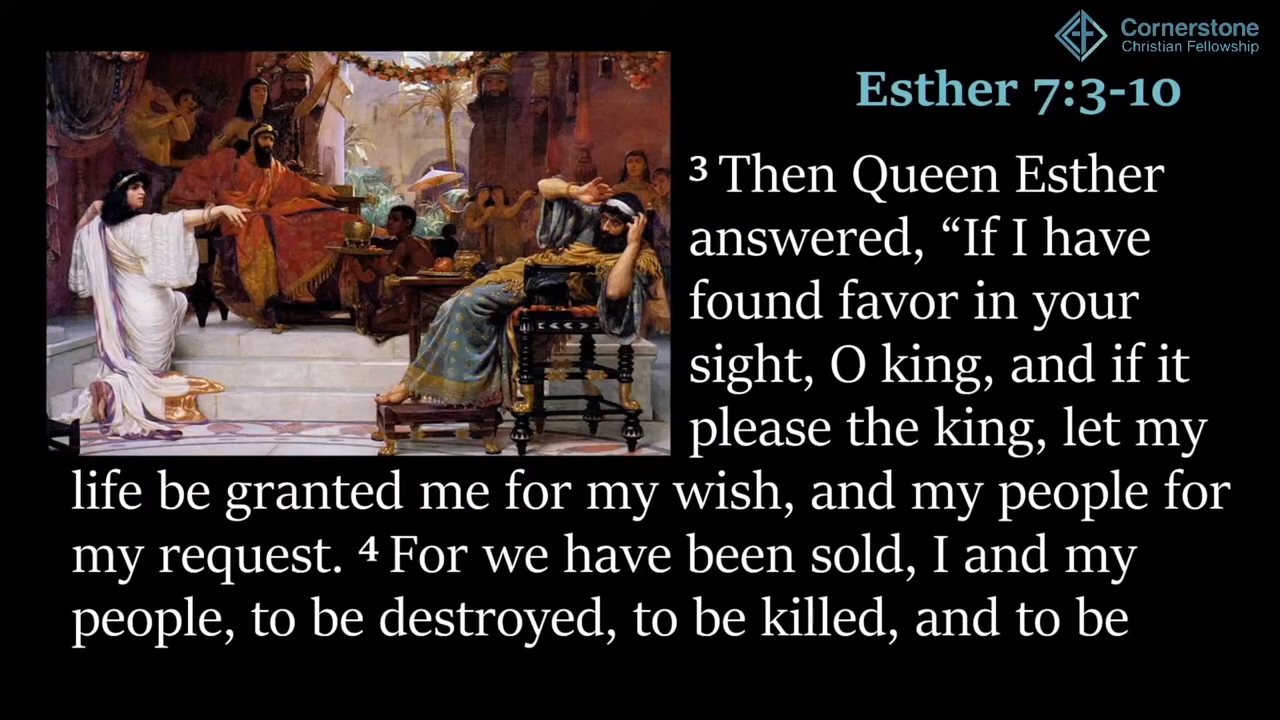 Cornerstone
Christian Fellowship
Esther 7:3-10
³ Then Queen Esther
answered, “If I have
found favor in your
sight, O king, and if it
please the king, let my
life be granted me for my wish, and my people for
my request. ⁴ For we have been sold, I and my
people, to be destroyed, to be killed, and to be